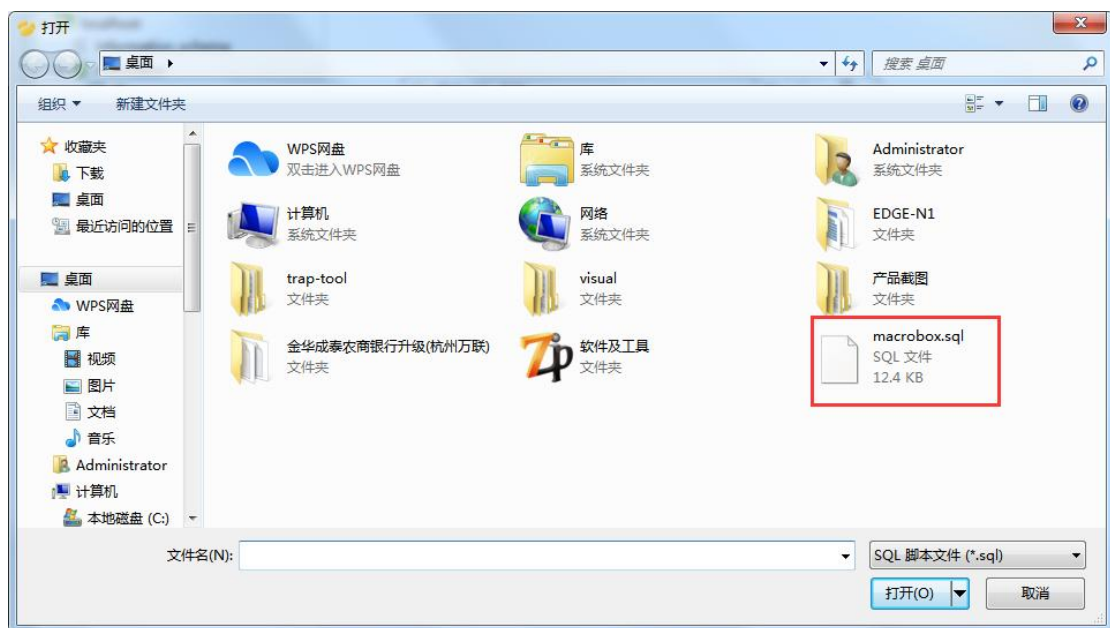 打开
桌面
搜索 桌面
组织
新建文件夹
收藏夹
下载
桌面
最近访问的位置
桌面
WPS网盘
库
视频
图片
文档
音乐
Administrator
计算机
本地磁盘 (C:)
WPS网盘
双击进入WPS网盘
库
系统文件夹
Administrator
系统文件夹
计算机
系统文件夹
网络
系统文件夹
EDGE-N1
文件夹
trap-tool
文件夹
visual
文件夹
产品截图
文件夹
金华成泰农商银行升级(杭州万联)
文件夹
Zip
软件及工具
文件夹
macrobox.sql
SQL 文件
12.4 KB
文件名(N):
SQL 脚本文件 (*.sql)
打开(O)
取消